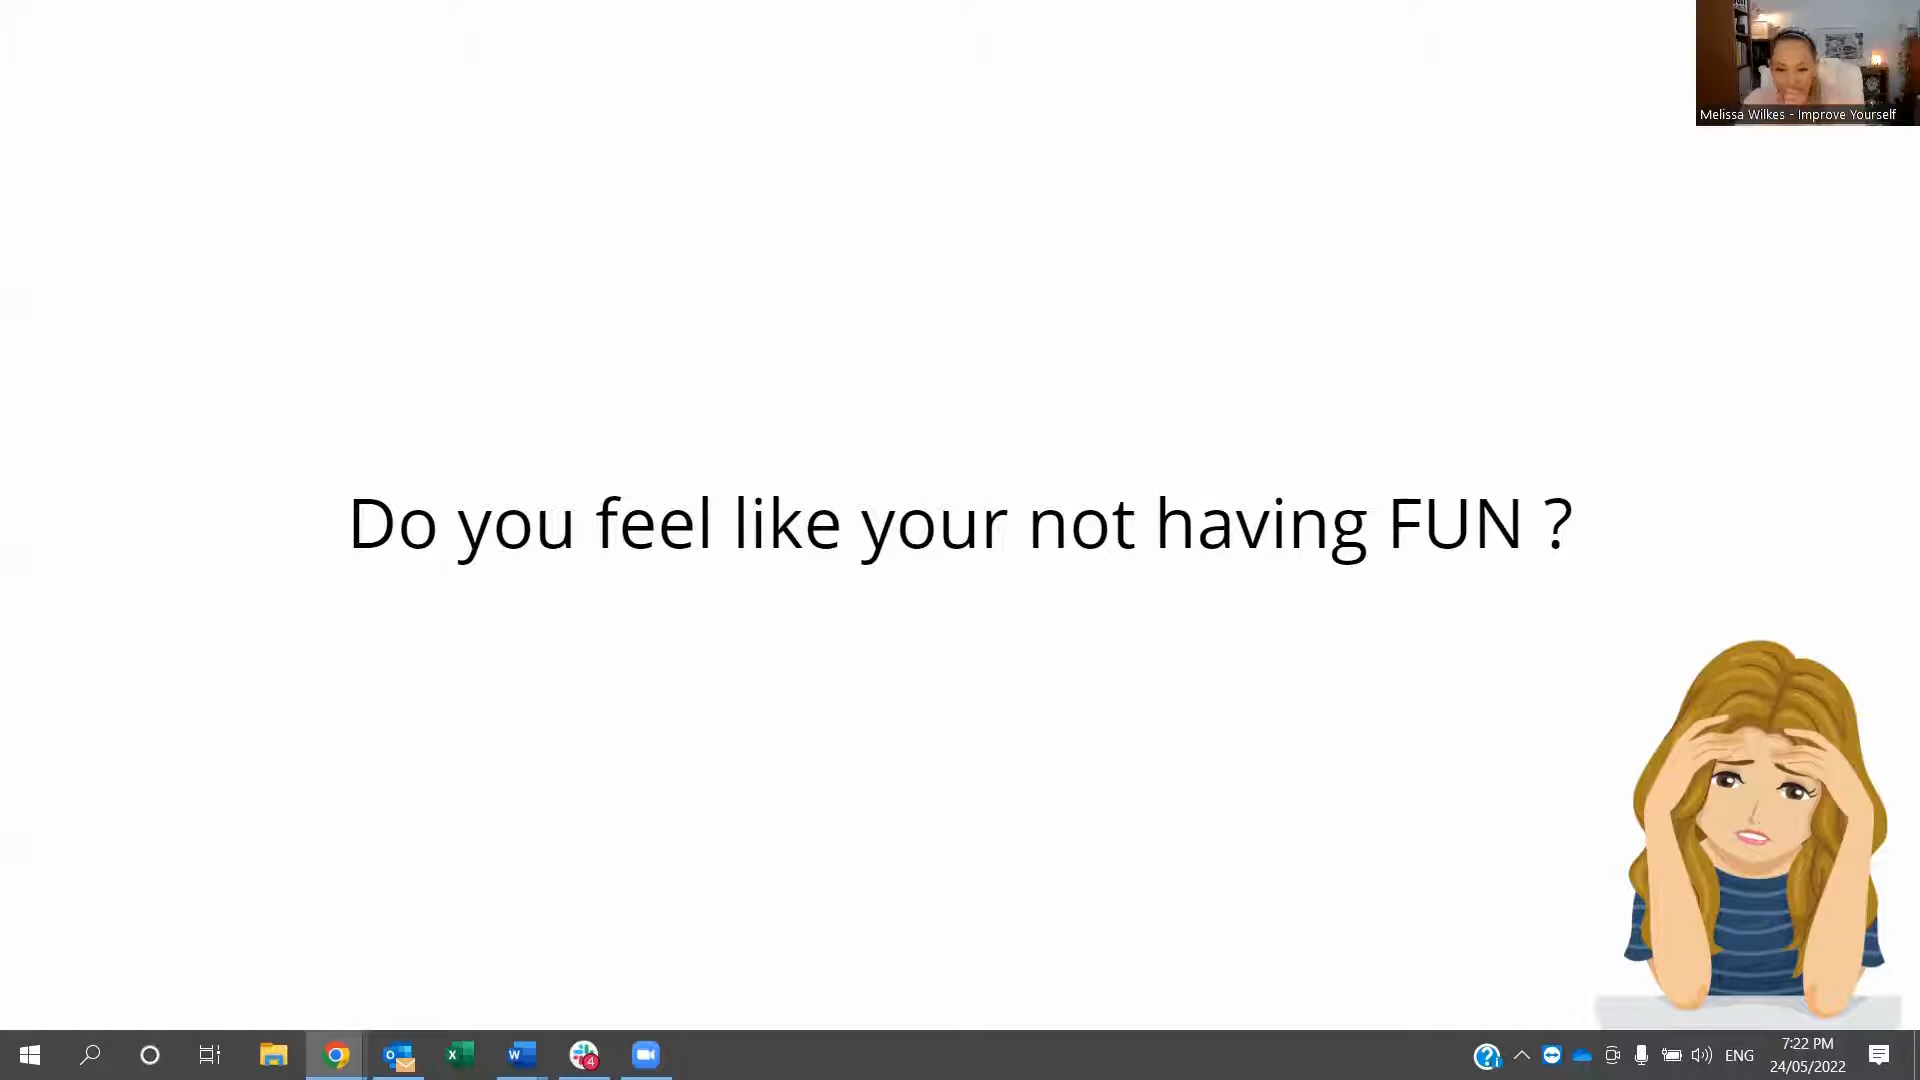 Melissa Wilkes - Improve Yourself
Do you feel like your not having FUN ?
4
ENG
7:22 PM
24/05/2022